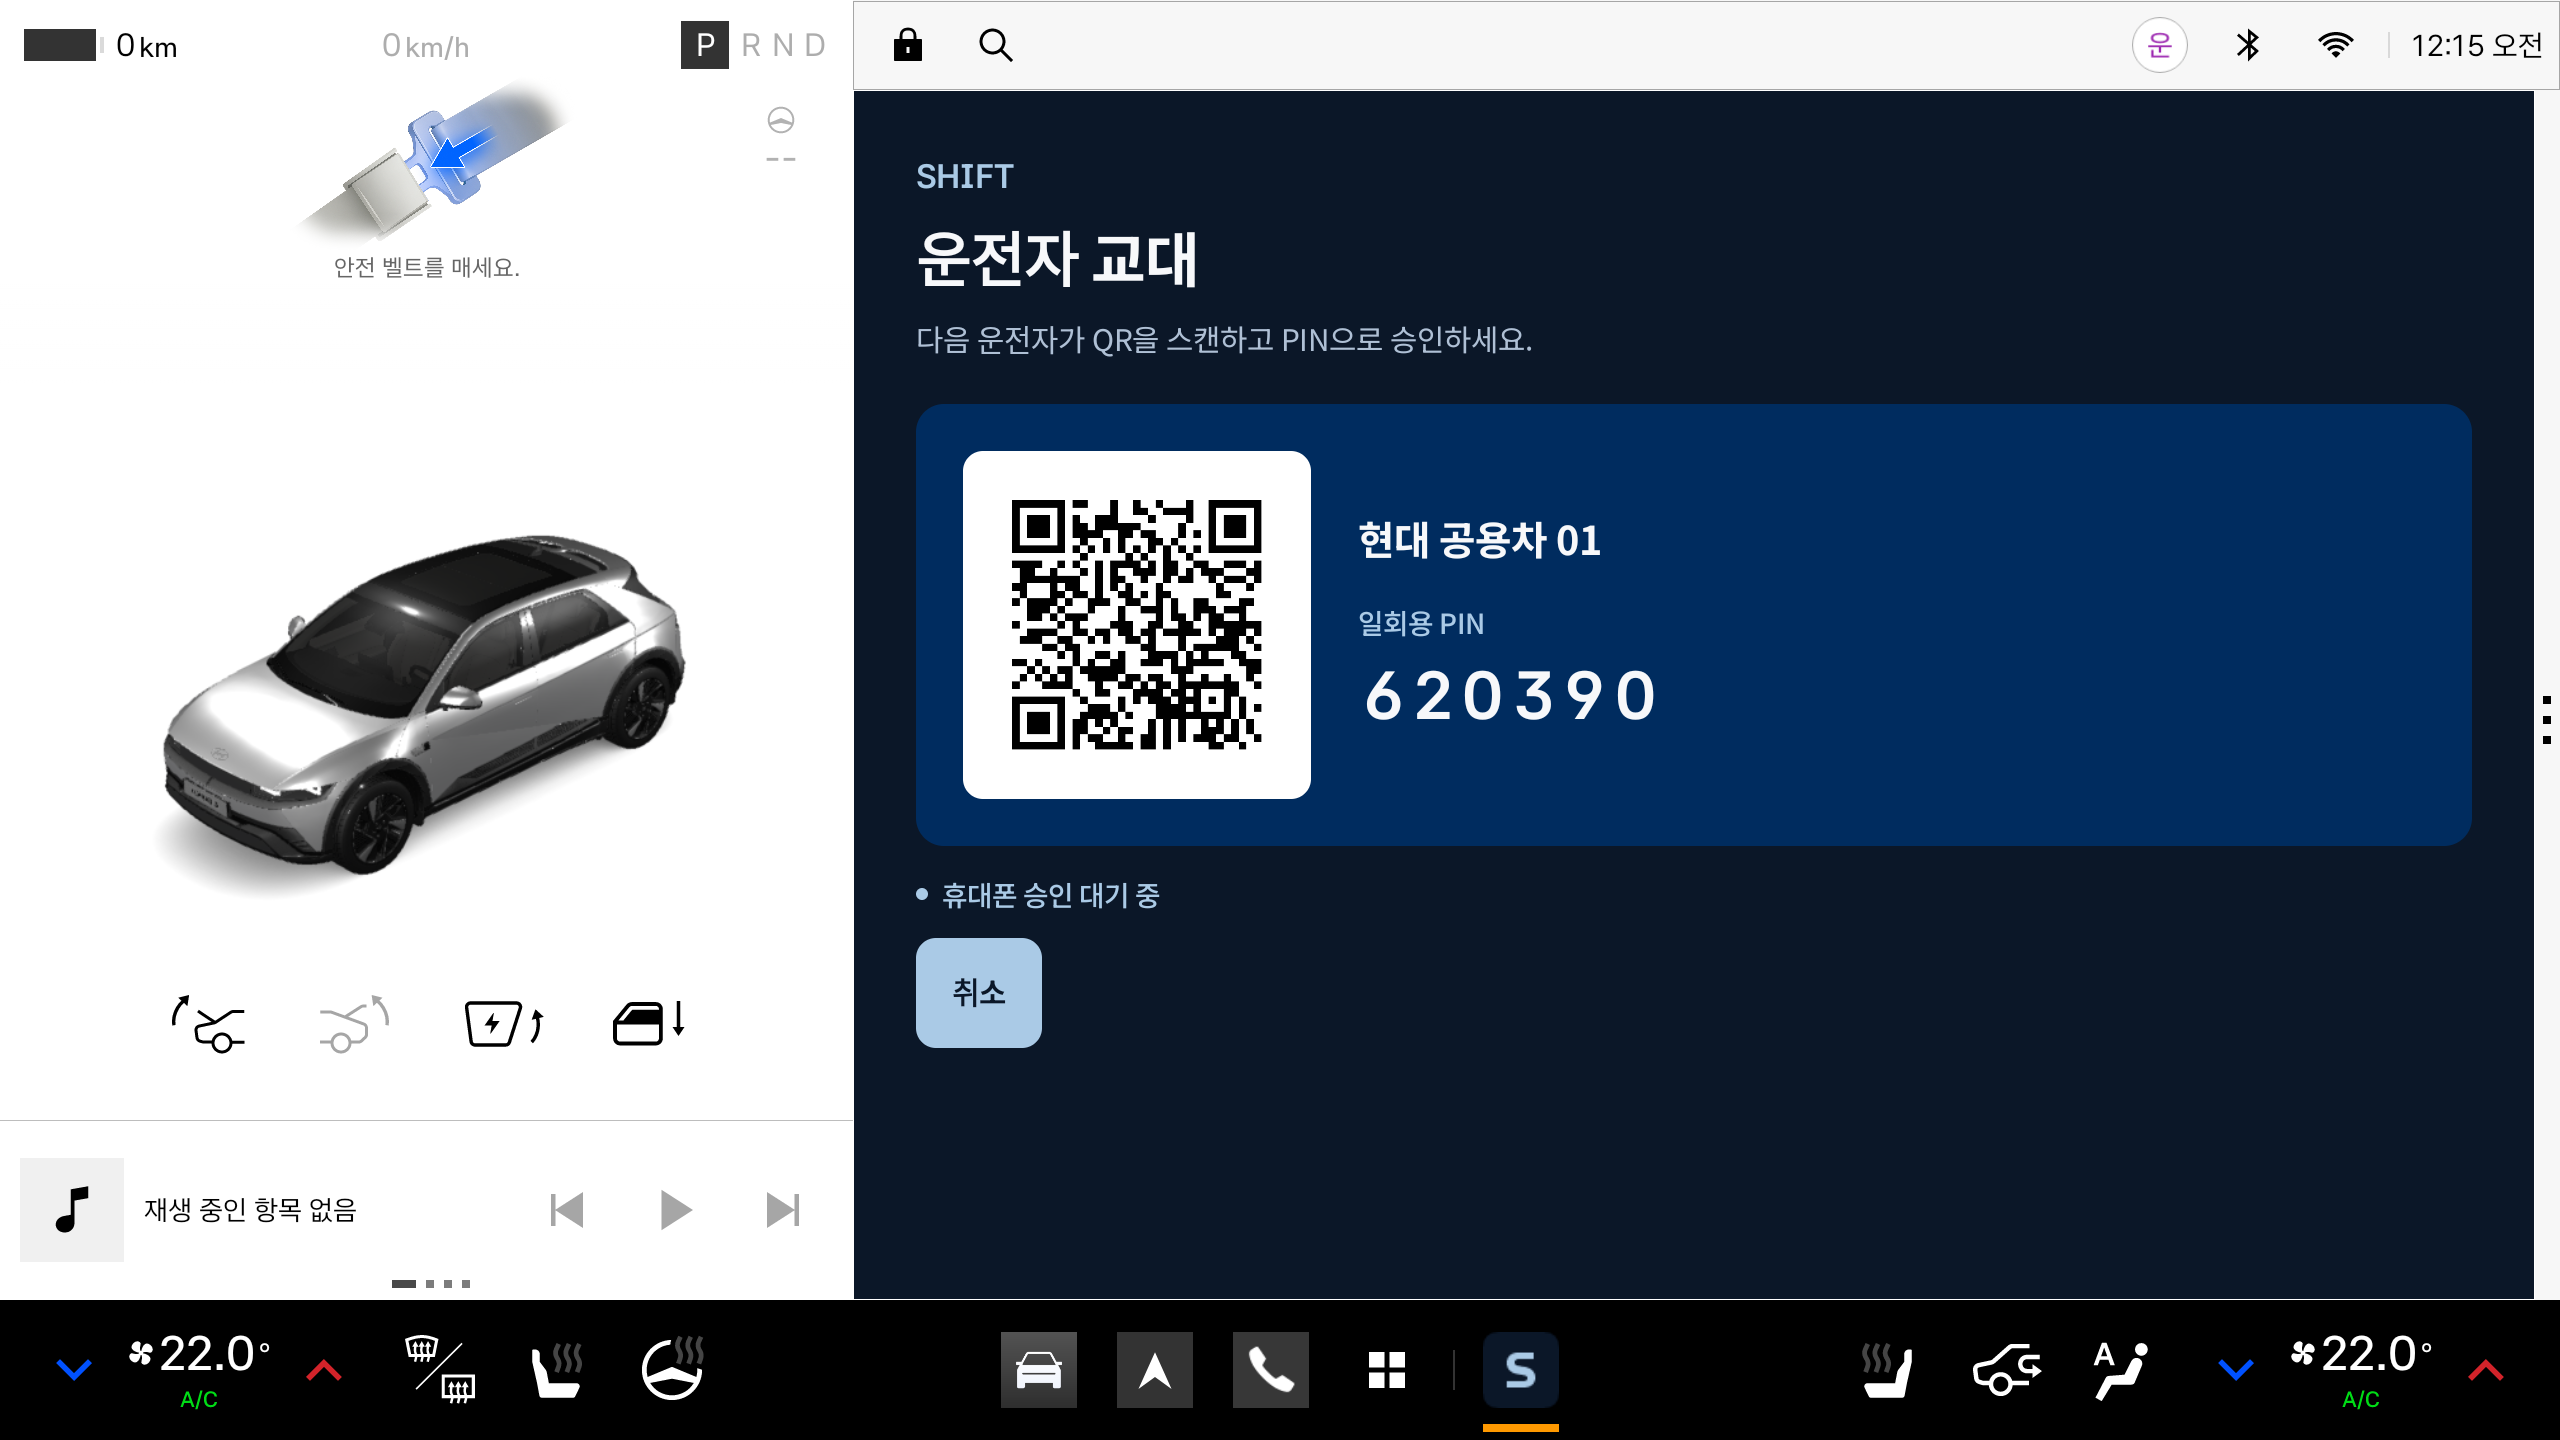 0 km
0 km/h
P R N D
안전 벨트를 매세요.
재생 중인 항목 없음
운
12:15 오전
SHIFT
운전자 교대
다음 운전자가 QR을 스캔하고 PIN으로 승인하세요.
현대 공용차 01
일회용 PIN
620390
휴대폰 승인 대기 중
취소
22.0°
A/C
S
A
22.0°
A/C